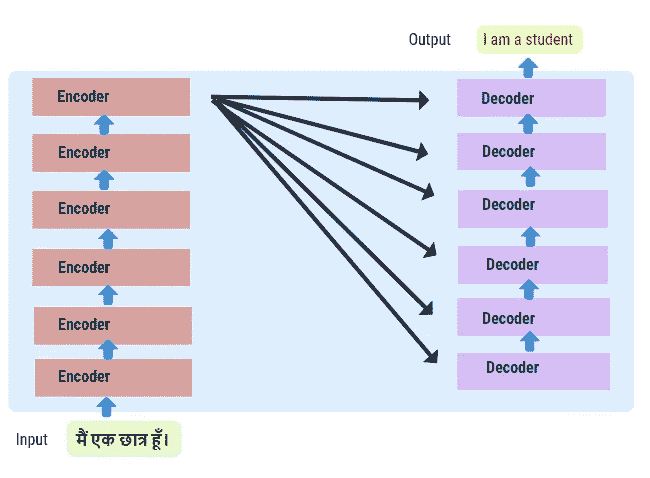 Output
I am a student
Encoder
Encoder
Encoder
Encoder
Encoder
Encoder
Decoder
Decoder
Decoder
Decoder
Decoder
Decoder
Input
मैं एक छात्र हूँ।